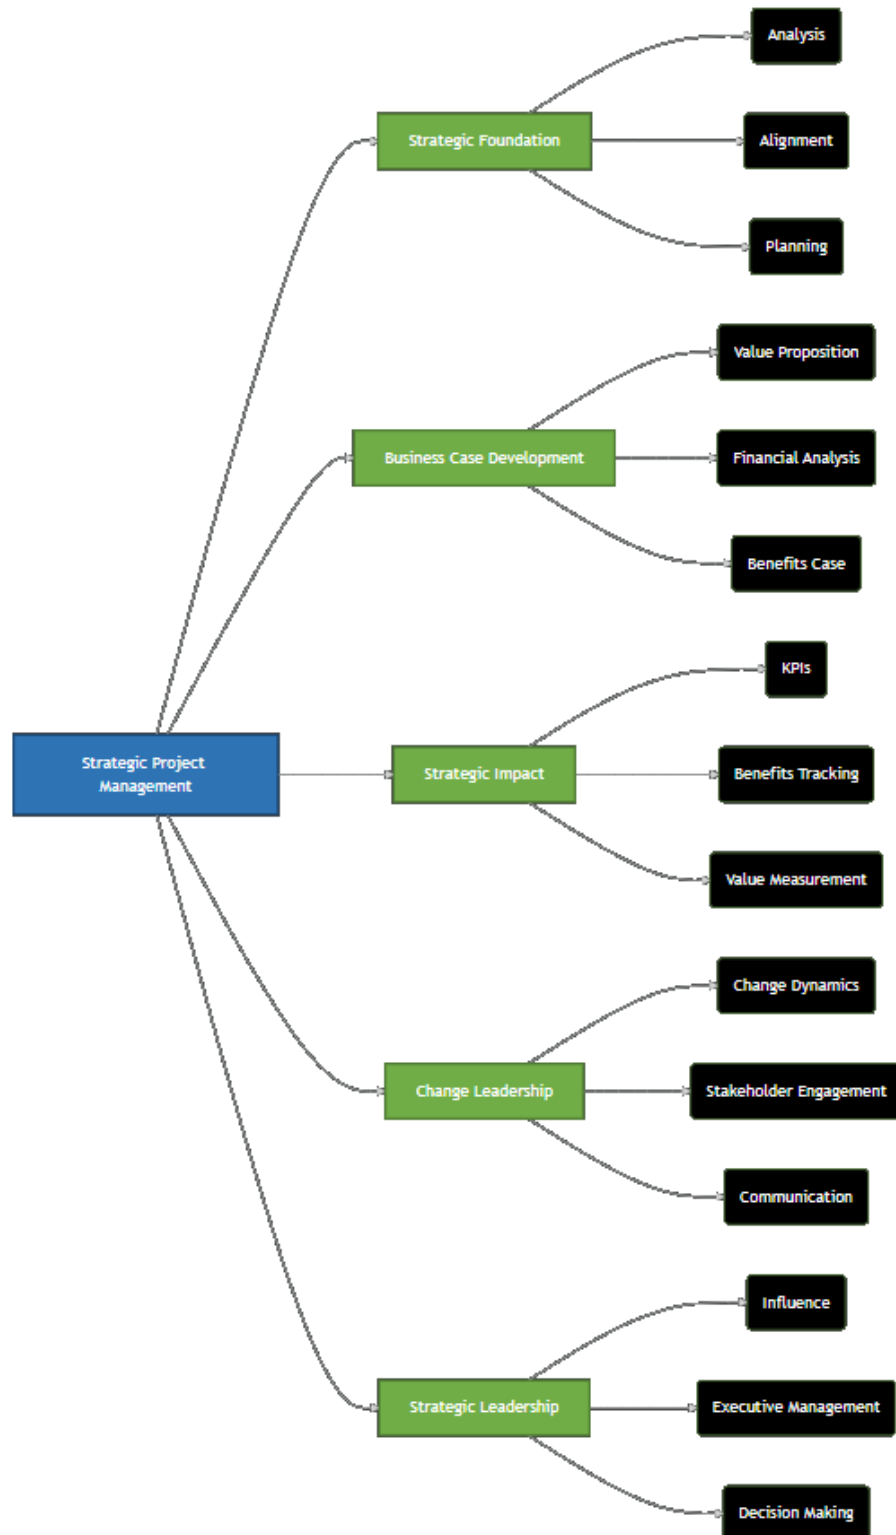 Analysis
Strategic Foundation
Alignment
Planning
Value Proposition
Business Case Development
Financial Analysis
Benefits Case
KPIs
Strategic Project
Management
Strategic Impact
Benefits Tracking
Value Measurement
Change Dynamics
Change Leadership
Stakeholder Engagement
Communication
Influence
Strategic Leadership
Executive Management
Decision Making